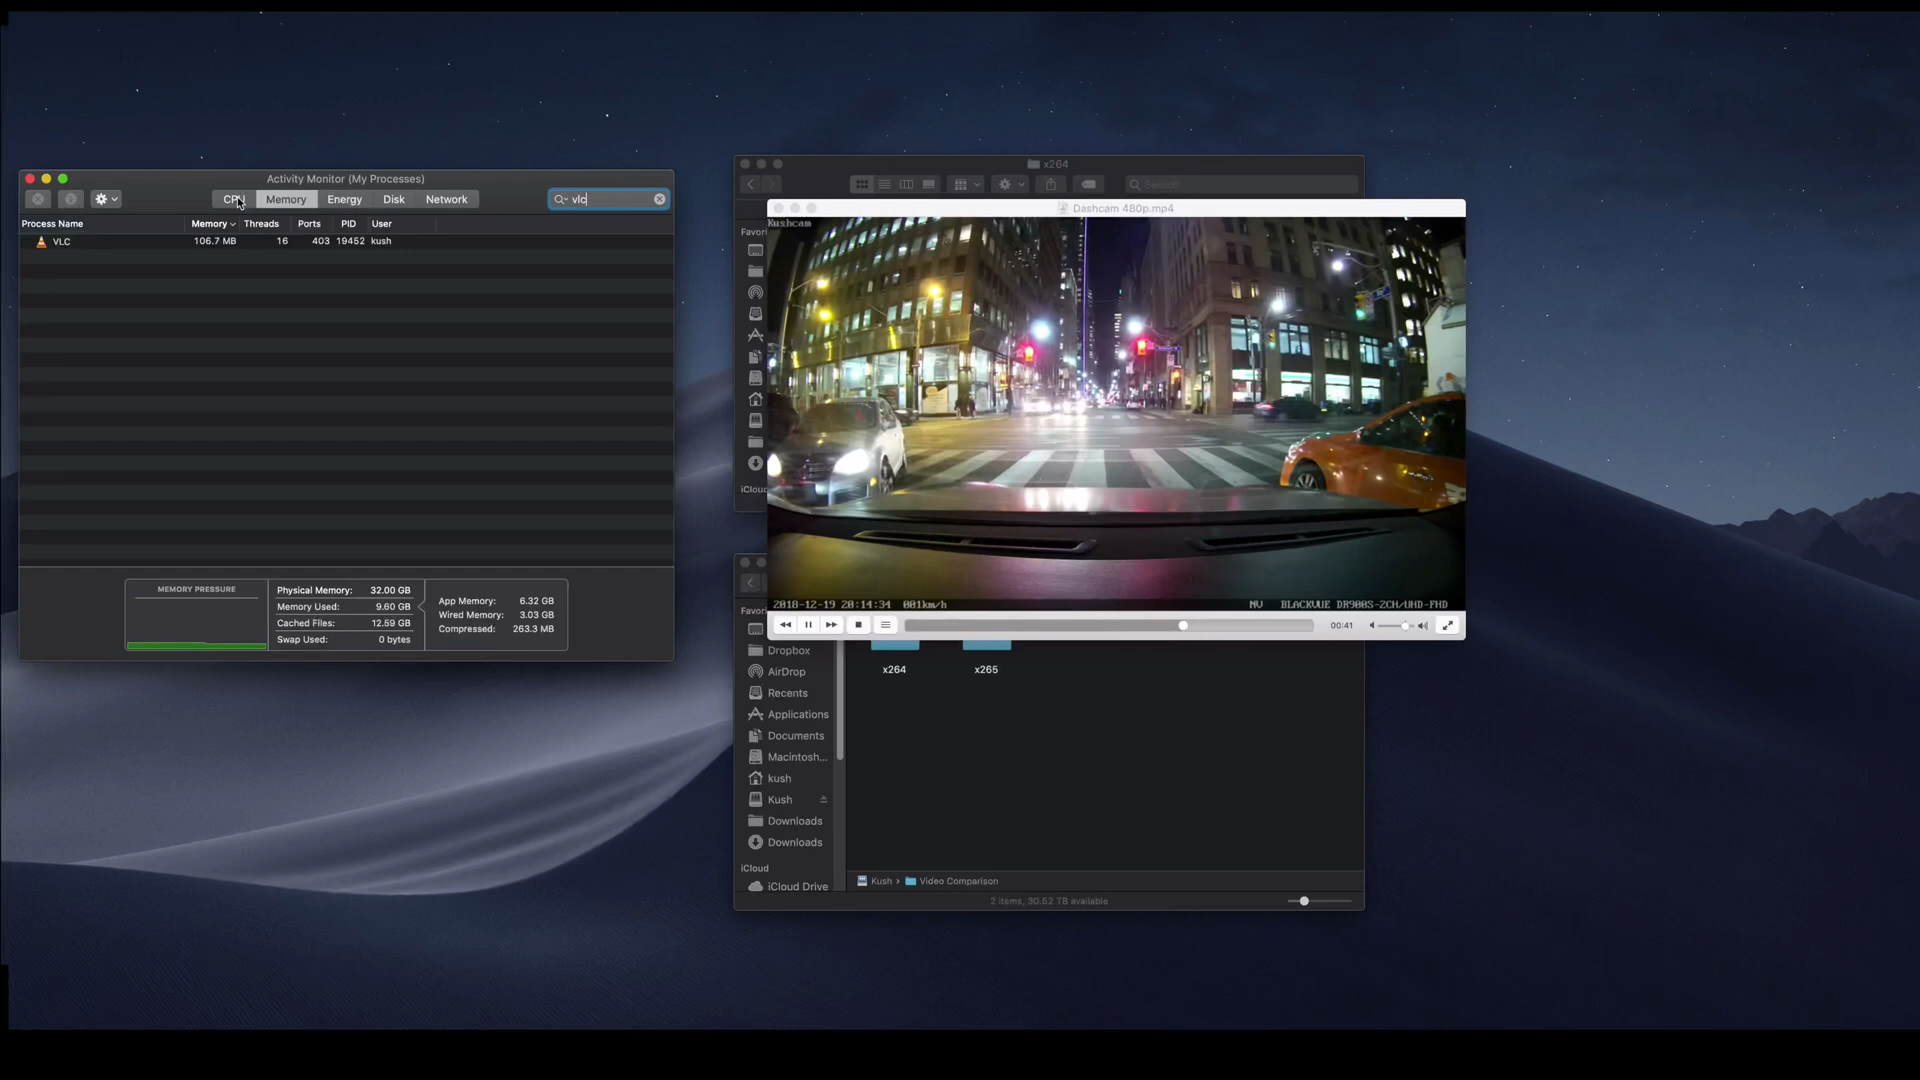 Activity Monitor (My Processes)
CPU Memory Energy Disk Network
vlc
Process Name Memory Threads Ports PID User
VLC 106.7 MB 16 403 19452 kush
MEMORY PRESSURE
Physical Memory: 32.00 GB
Memory Used: 9.60 GB
Cached Files: 12.59 GB
Swap Used: 0 bytes
App Memory: 6.32 GB
Wired Memory: 3.03 GB
Compressed: 263.3 MB
x264
Search
Favori
iCloud
Dashcam 480p.mp4
Kushcam
2018-12-19 20:14:34 001km/h
NV BLACKVUE DR900S-2CH/UHD-FHD
00:41
Favori
Dropbox
AirDrop
Recents
Applications
Documents
Macintosh...
kush
Kush
Downloads
Downloads
iCloud
iCloud Drive
x264 x265
Kush › Video Comparison
2 items, 30.52 TB available